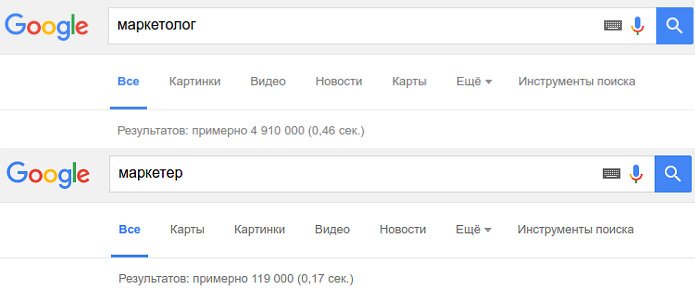 Google маркетолог
Все Картинки Видео Новости Карты Ещё Инструменты поиска
Результатов: примерно 4 910 000 (0,46 сек.)
Google маркетер
Все Карты Картинки Видео Новости Ещё Инструменты поиска
Результатов: примерно 119 000 (0,17 сек.)